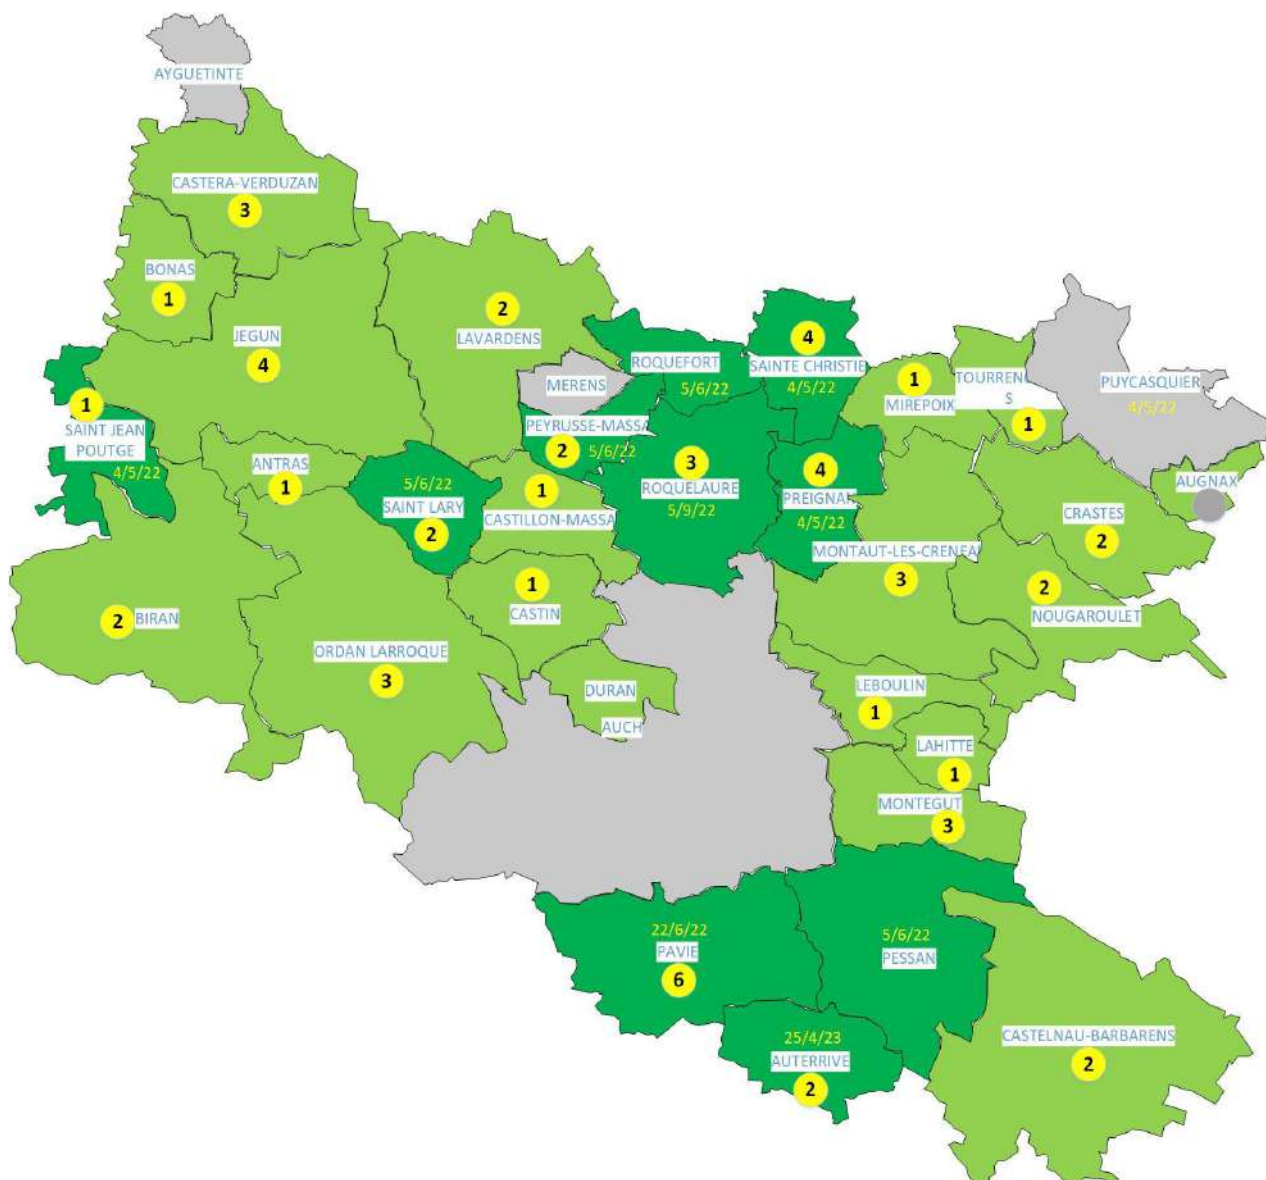 AYGUETINTE
CASTERA-VERDUZAN
3
BONAS
1
JEGUN
4
2
LAVARDENS
MERENS
ROQUEFORT
5/6/22
4
SAINTE CHRISTIE
4/5/22
1
MIREPOIX
TOURRENC
S
1
PUYCASQUIER
4/5/22
1
SAINT JEAN
POUTGE
4/5/22
ANTRAS
1
5/6/22
SAINT LARY
2
PEYRUSSE-MASSA
2
5/6/22
1
CASTILLON-MASSA
3
ROQUELAURE
5/9/22
4
PREIGNA
4/5/22
AUGNAX
CRASTES
2
MONTAUT-LES-CRENEAU
3
2
NOUGAROULET
2
BIRAN
1
CASTIN
ORDAN LARROQUE
3
DURAN
AUCH
LEBOULIN
1
LAHITTE
1
MONTEGUT
3
22/6/22
PAVIE
6
5/6/22
PESSAN
25/4/23
AUTERRIVE
2
CASTELNAU-BARBARENS
2